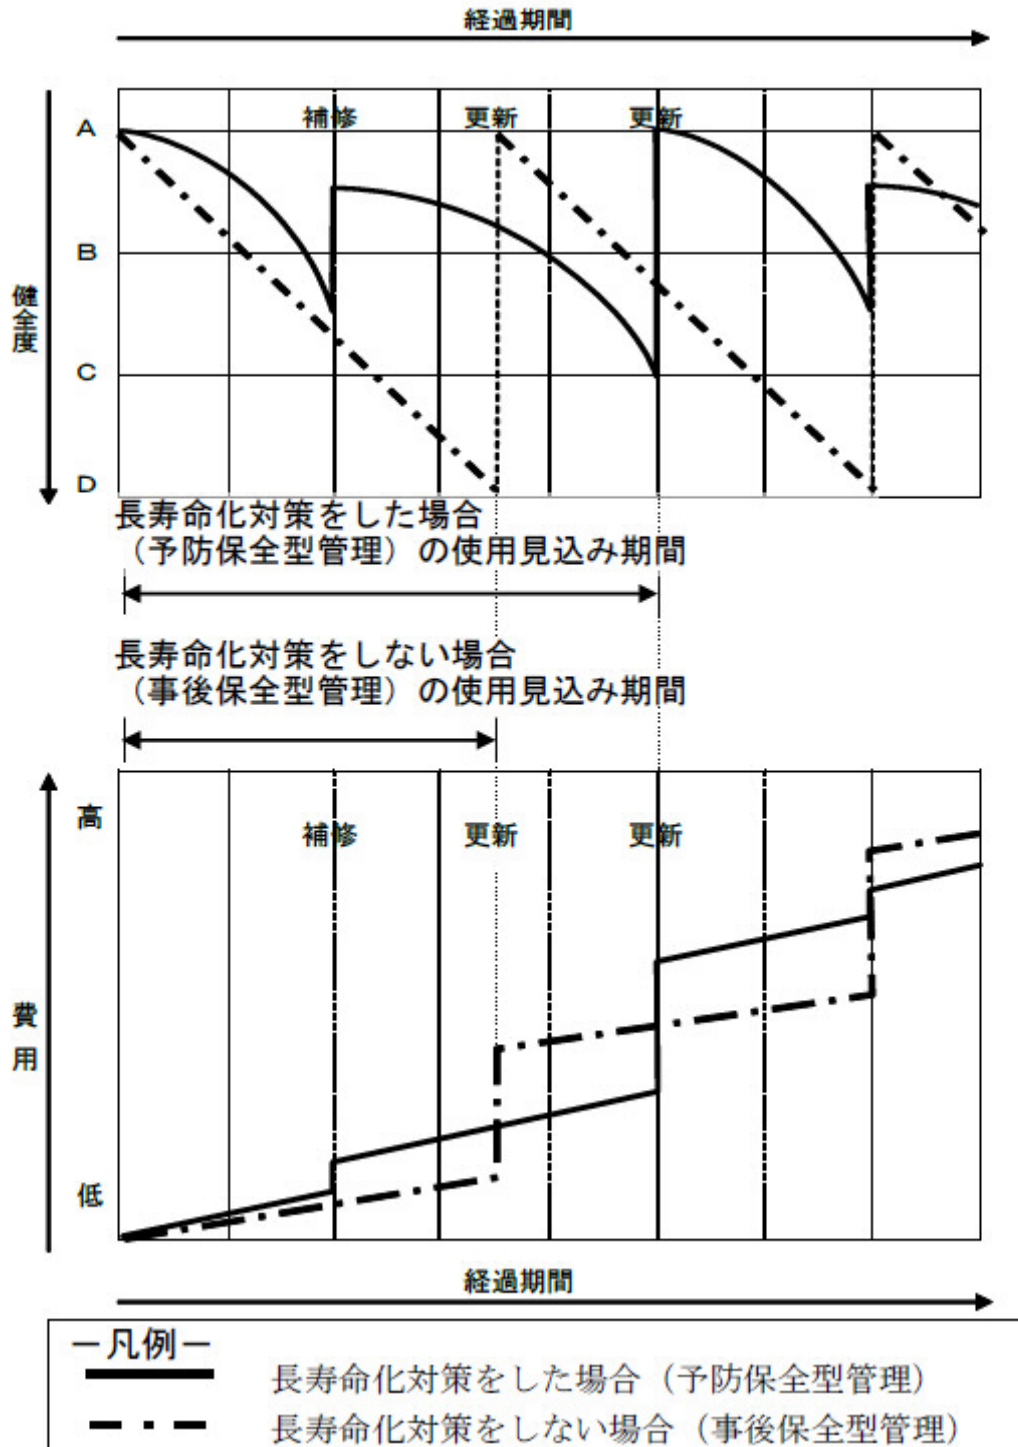 経過期間
補修
更新
更新
A
B
C
D
健全度
長寿命化対策をした場合
（予防保全型管理）の使用見込み期間
長寿命化対策をしない場合
（事後保全型管理）の使用見込み期間
高
補修
更新
更新
費用
低
経過期間
－凡例－
長寿命化対策をした場合（予防保全型管理）
長寿命化対策をしない場合（事後保全型管理）